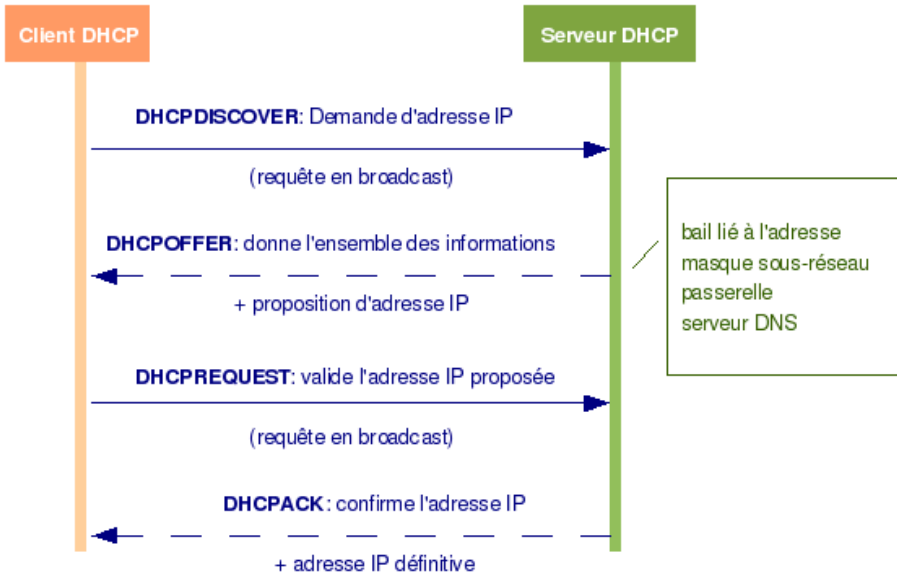 Client DHCP
Serveur DHCP
DHCPDISCOVER: Demande d'adresse IP
(requête en broadcast)
DHCPOFFER: donne l'ensemble des informations
+ proposition d'adresse IP
bail lié à l'adresse
masque sous-réseau
passerelle
serveur DNS
DHCPREQUEST: valide l'adresse IP proposée
(requête en broadcast)
DHCPACK: confirme l'adresse IP
+ adresse IP définitive